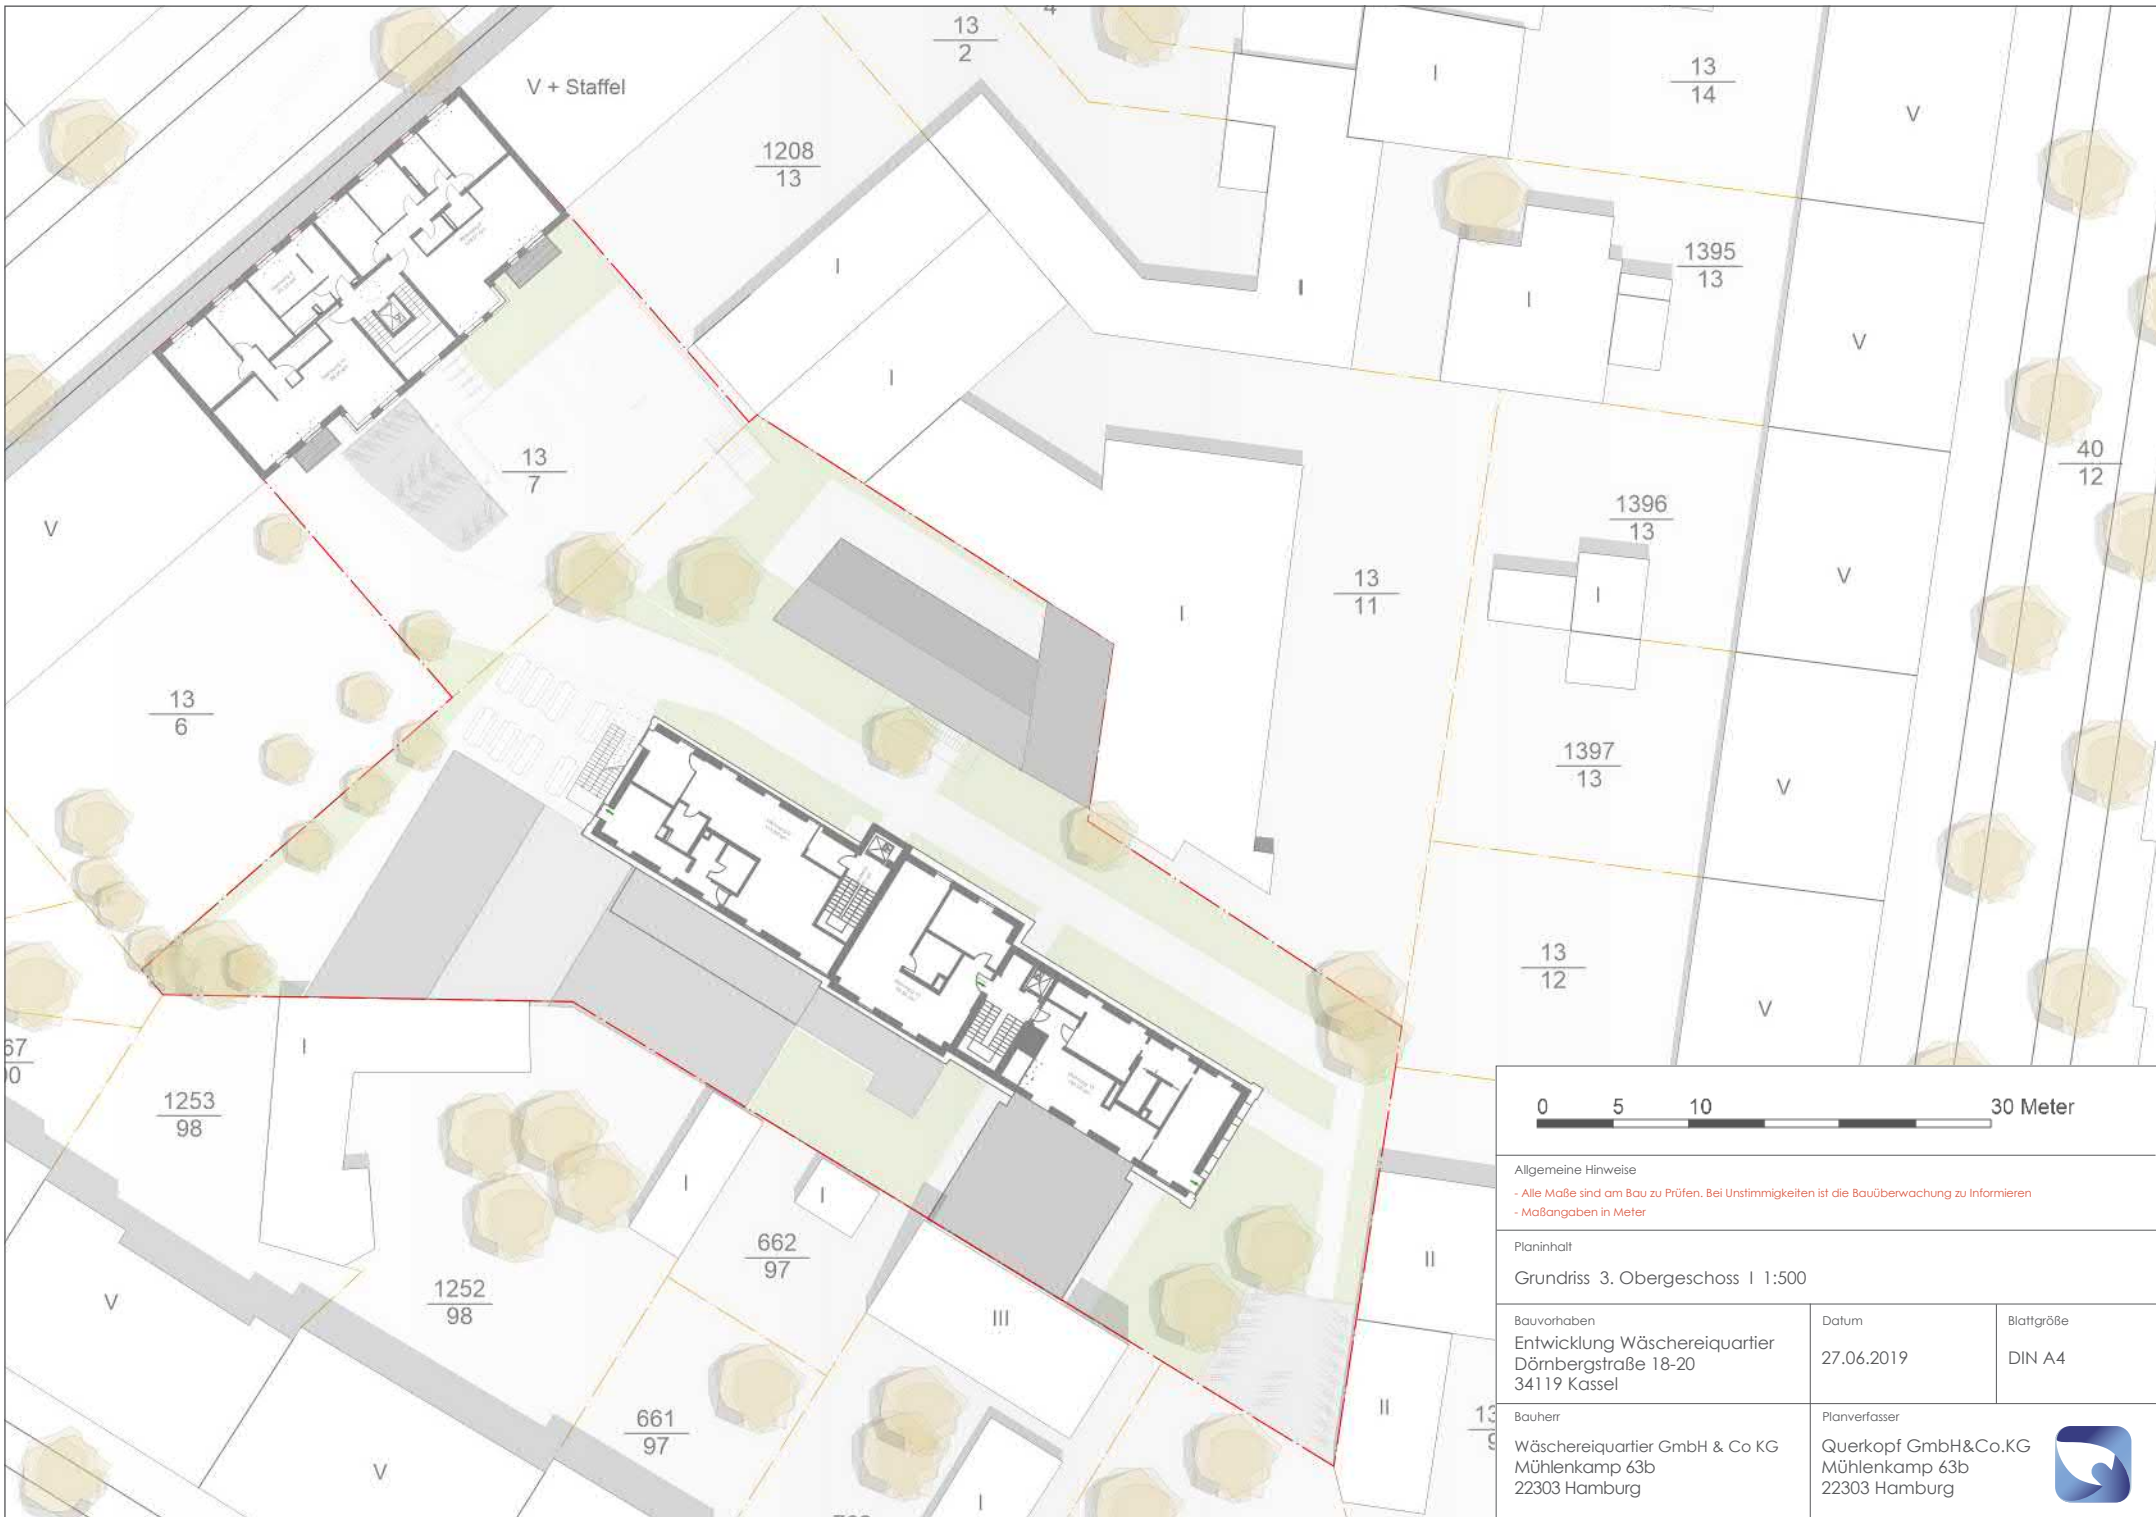 V + Staffel
13
2
13
14
V
1208
13
I
I
1395
13
I
I
I
V
V
13
7
40
12
1396
13
V
13
11
I
I
13
6
1397
13
V
13
12
V
I
1253
98
I
I
662
97
1252
98
V
III
II
II
661
97
V
I
0 5 10 30 Meter
Allgemeine Hinweise
- Alle Maße sind am Bau zu Prüfen. Bei Unstimmigkeiten ist die Bauüberwachung zu Informieren
- Maßangaben in Meter
Planinhalt
Grundriss 3. Obergeschoss I 1:500
Bauvorhaben
Entwicklung Wäschereiquartier
Dörnbergstraße 18-20
34119 Kassel
Datum
27.06.2019
Blattgröße
DIN A4
Bauherr
Wäschereiquartier GmbH & Co KG
Mühlenkamp 63b
22303 Hamburg
Planverfasser
Querkopf GmbH&Co.KG
Mühlenkamp 63b
22303 Hamburg